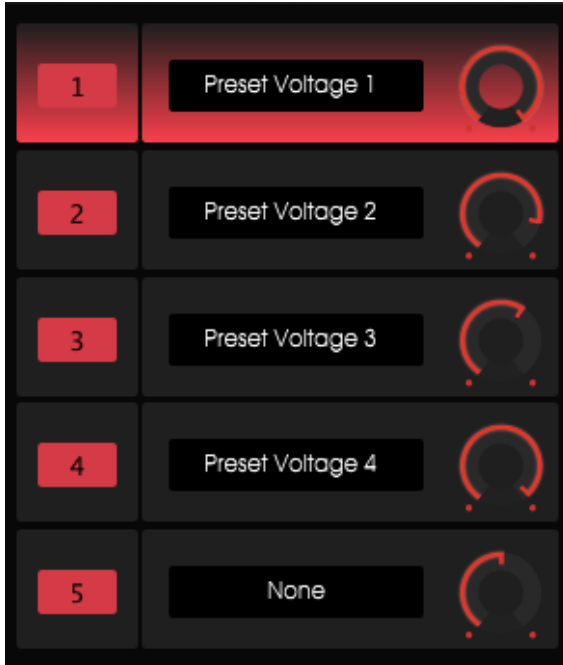 1 Preset Voltage 1
2 Preset Voltage 2
3 Preset Voltage 3
4 Preset Voltage 4
5 None